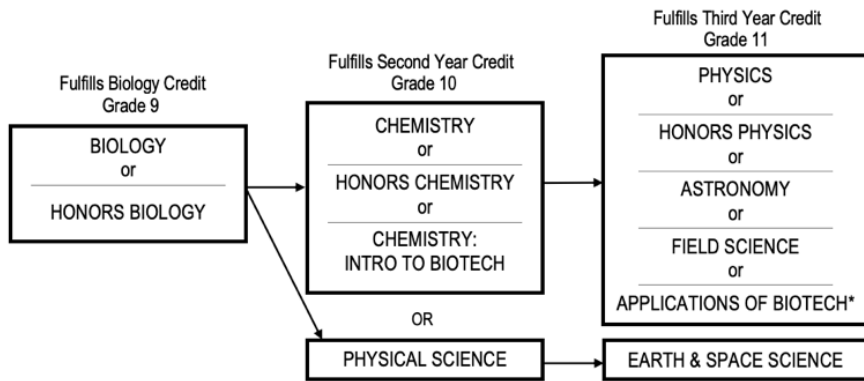 Fulfills Biology Credit
Grade 9
BIOLOGY
or
HONORS BIOLOGY
Fulfills Second Year Credit
Grade 10
CHEMISTRY
or
HONORS CHEMISTRY
or
CHEMISTRY:
INTRO TO BIOTECH
OR
PHYSICAL SCIENCE
Fulfills Third Year Credit
Grade 11
PHYSICS
or
HONORS PHYSICS
or
ASTRONOMY
or
FIELD SCIENCE
or
APPLICATIONS OF BIOTECH*
EARTH & SPACE SCIENCE